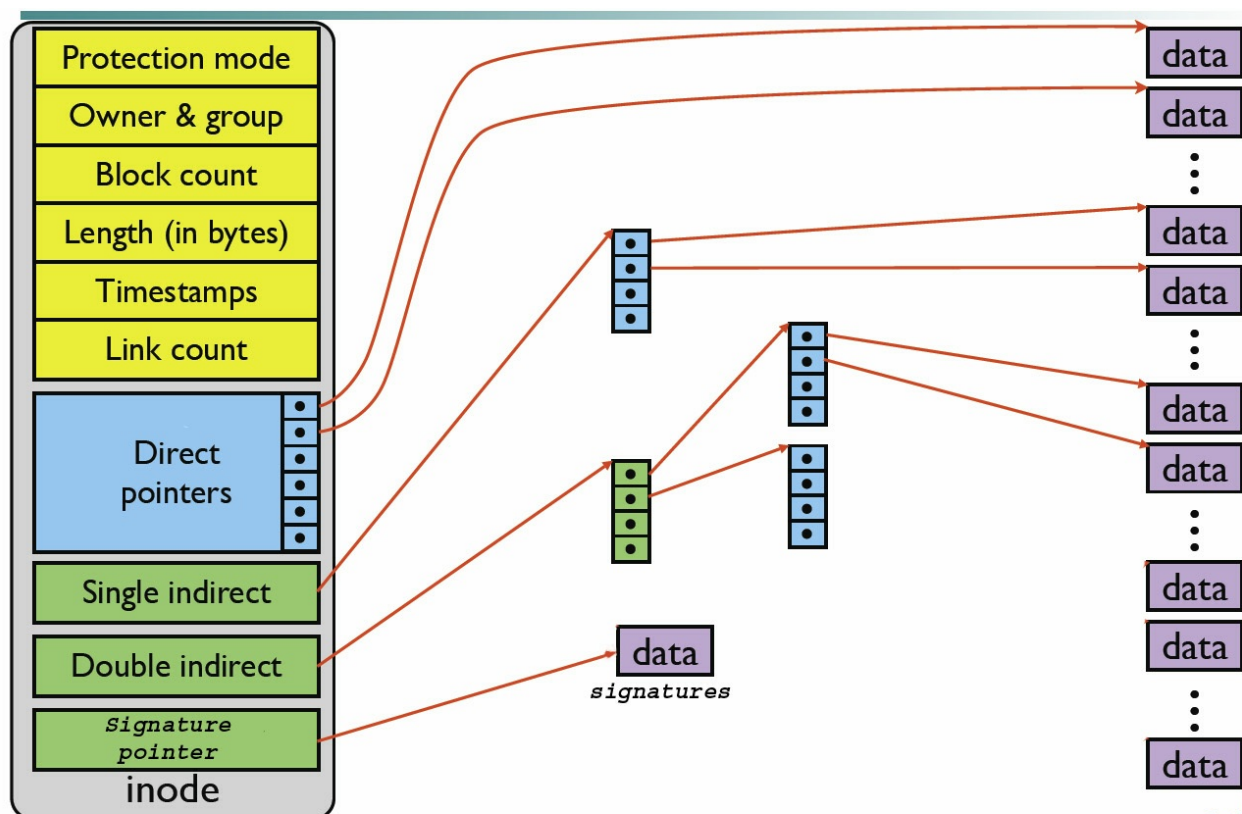 Protection mode
Owner & group
Block count
Length (in bytes)
Timestamps
Link count
Direct
pointers
Single indirect
Double indirect
Signature
pointer
inode
data
signatures
data
data
data
data
data
data
data
data
data